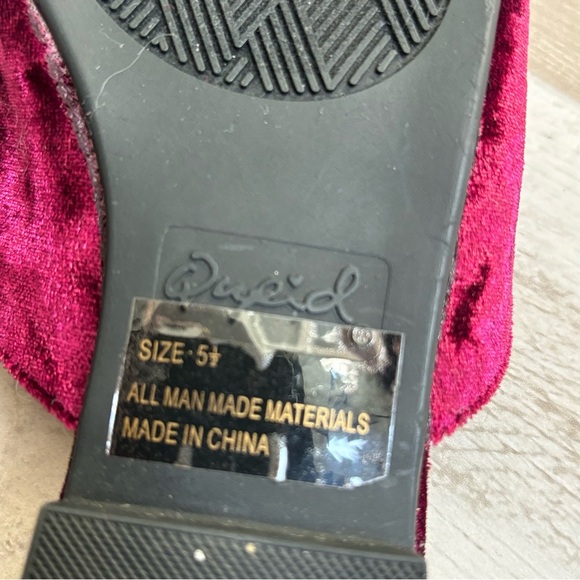 Qupid
SIZE · 5½
ALL MAN MADE MATERIALS
MADE IN CHINA